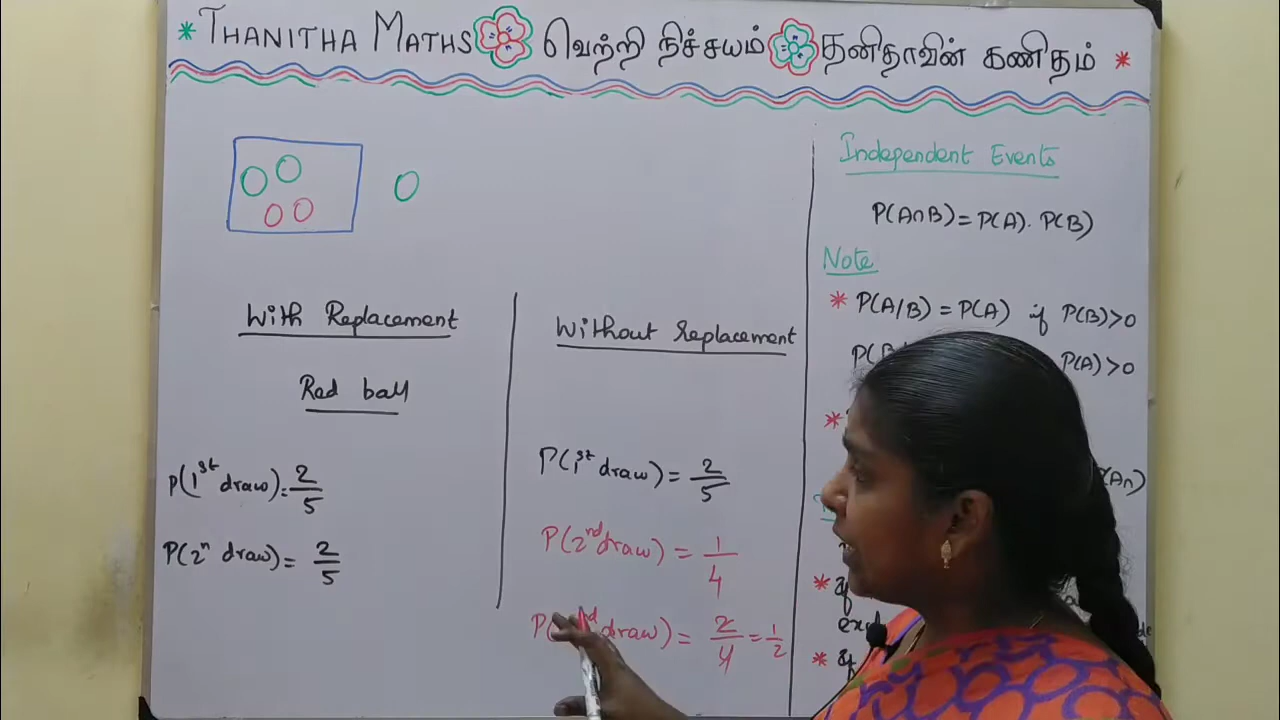 * THANITHA MATHS வெற்றி நிச்சயம் தனிதாவின் கணிதம் *
With Replacement
Red ball
P(1st draw) = 2/5
P(2n draw) = 2/5
Without replacement
P(1st draw) = 2/5
P(2nd draw) = 1/4
draw) = 2/4 = 1/2
Independent Events
P(A∩B) = P(A). P(B)
Note
* P(A/B) = P(A) if P(B)>0
P(A)>0
*
*
*